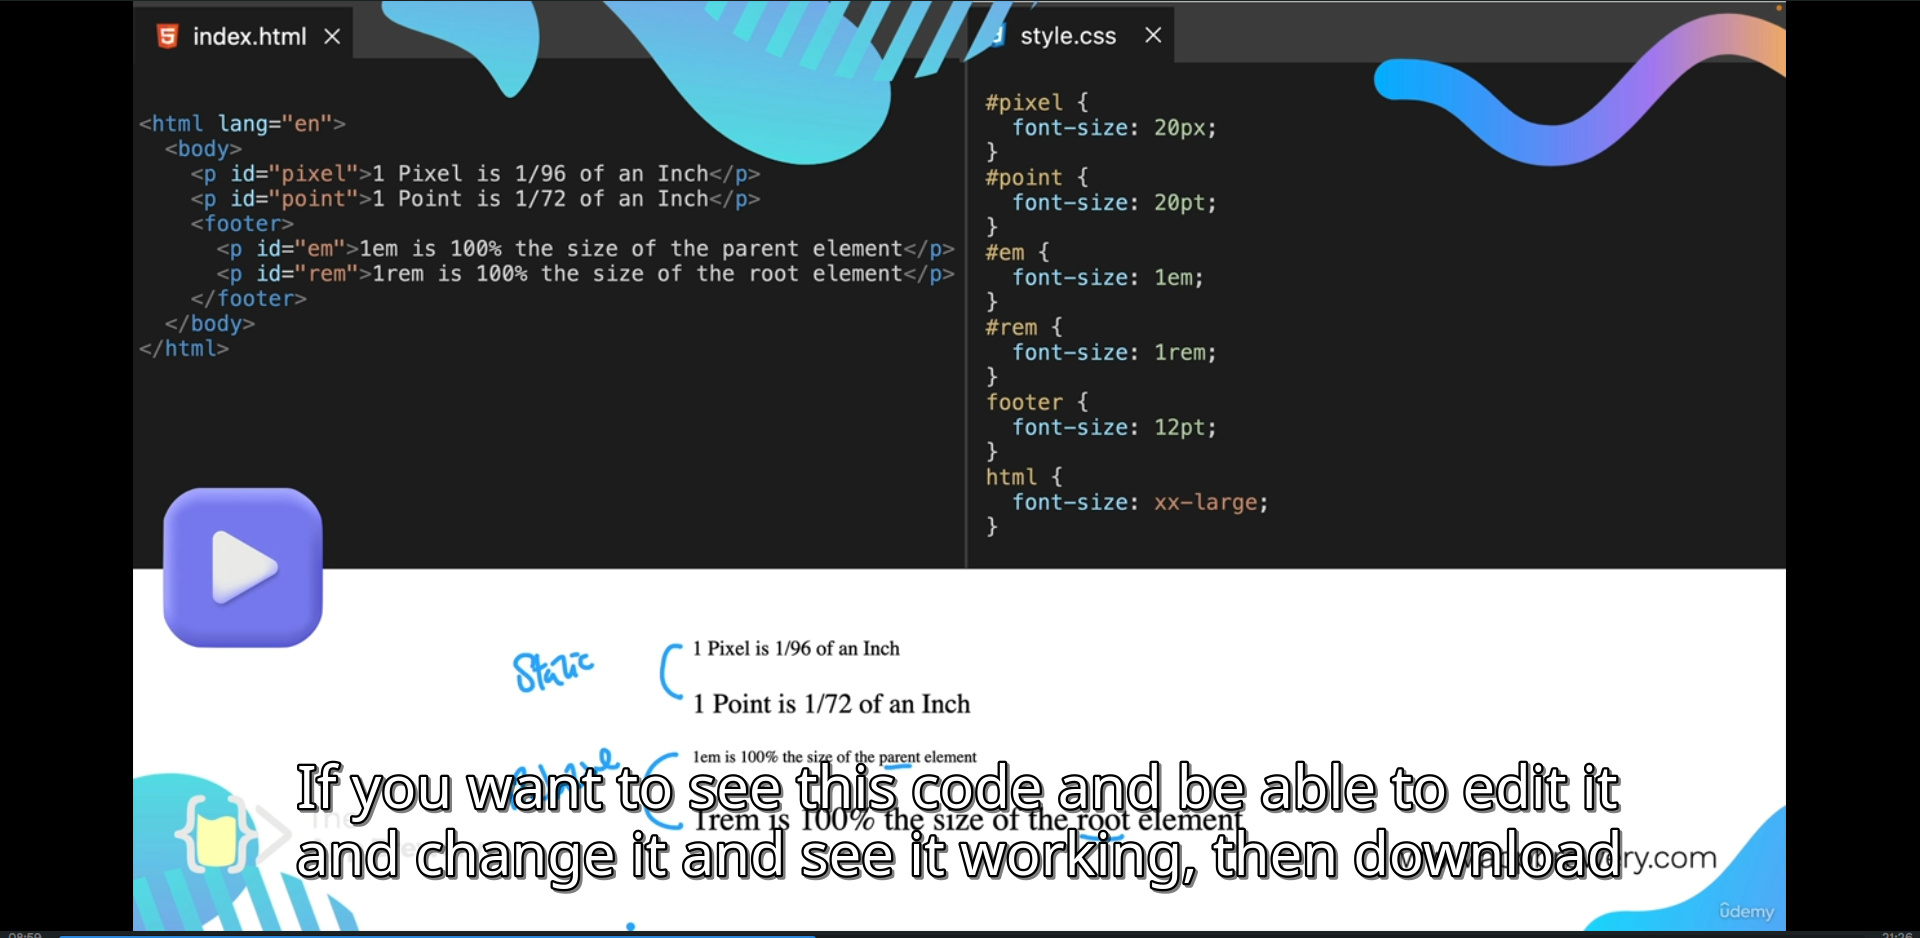 index.html
<html lang="en">
<body>
<p id="pixel">1 Pixel is 1/96 of an Inch</p>
<p id="point">1 Point is 1/72 of an Inch</p>
<footer>
<p id="em">1em is 100% the size of the parent element</p>
<p id="rem">1rem is 100% the size of the root element</p>
</footer>
</body>
</html>
style.css
#pixel {
font-size: 20px;
}
#point {
font-size: 20pt;
}
#em {
font-size: 1em;
}
#rem {
font-size: 1rem;
}
footer {
font-size: 12pt;
}
html {
font-size: xx-large;
}
Static
1 Pixel is 1/96 of an Inch
1 Point is 1/72 of an Inch
1em is 100% the size of the parent element
1rem is 100% the size of the root element
If you want to see this code and be able to edit it
and change it and see it working, then download
The
udemy
08:59
21:26